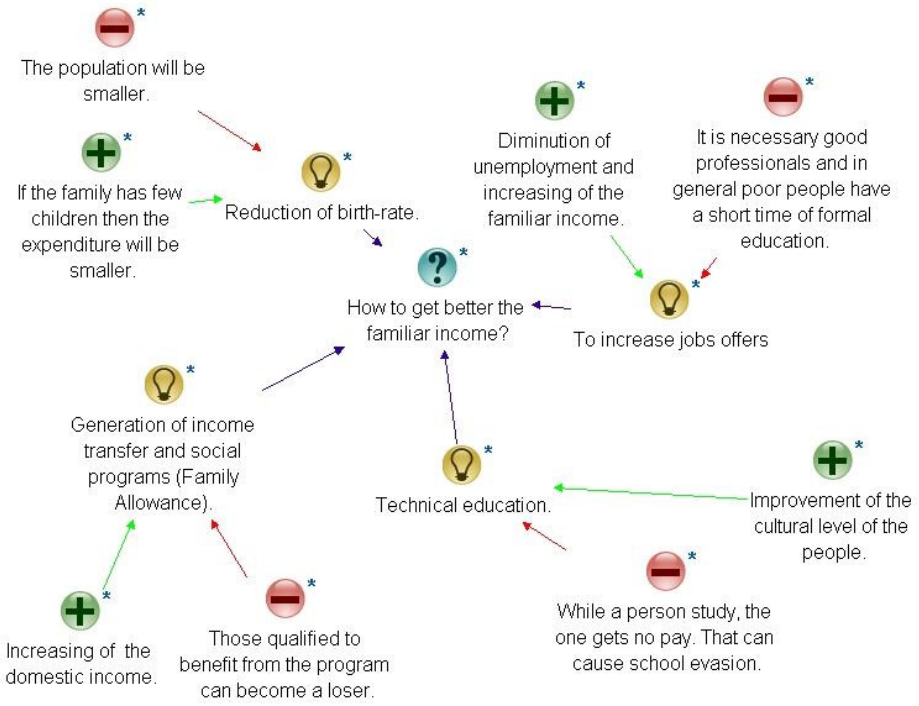 The population will be
smaller.
If the family has few
children then the
expenditure will be
smaller.
Reduction of birth-rate.
Diminution of
unemployment and
increasing of the
familiar income.
It is necessary good
professionals and in
general poor people have
a short time of formal
education.
How to get better the
familiar income?
To increase jobs offers
Generation of income
transfer and social
programs (Family
Allowance).
Technical education.
Improvement of the
cultural level of the
people.
Increasing of the
domestic income.
Those qualified to
benefit from the program
can become a loser.
While a person study, the
one gets no pay. That can
cause school evasion.